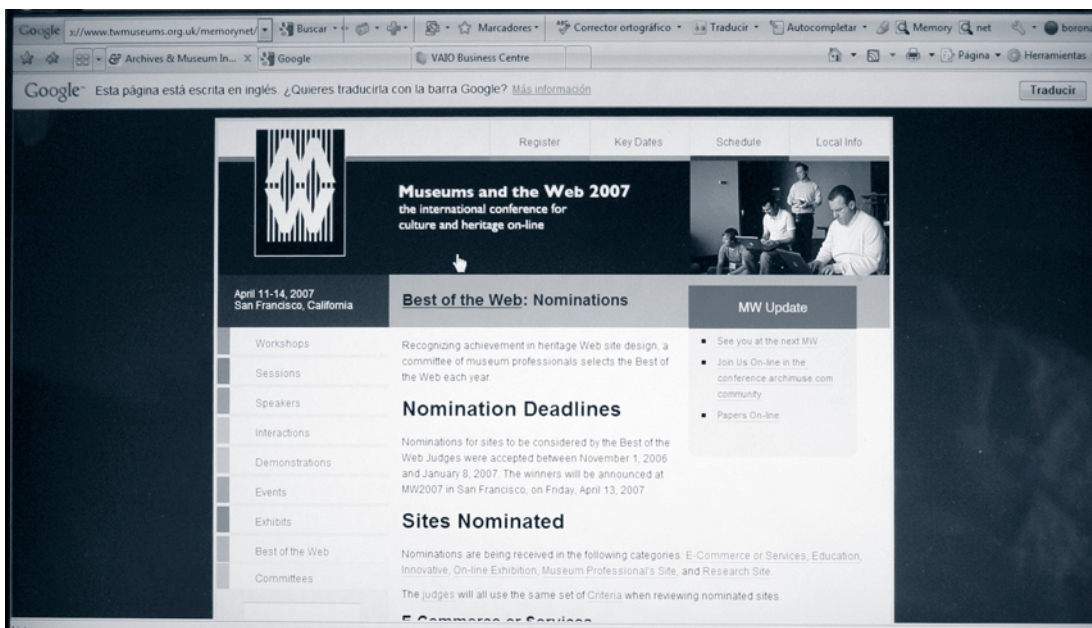 Google x://www.twmuseums.org.uk/memorynet/ Buscar Marcadores Corrector ortográfico Traducir Autocompletar Memory net borona
Archives & Museum In... Google VAIO Business Centre Página Herramientas
Google Esta página está escrita en inglés. ¿Quieres traducirla con la barra Google? Más información Traducir
Register Key Dates Schedule Local Info
MW
Museums and the Web 2007
the international conference for
culture and heritage on-line
April 11-14, 2007
San Francisco, California
Workshops
Sessions
Speakers
Interactions
Demonstrations
Events
Exhibits
Best of the Web
Committees
Best of the Web: Nominations
Recognizing achievement in heritage Web site design, a
committee of museum professionals selects the Best of
the Web each year.
Nomination Deadlines
Nominations for sites to be considered by the Best of the
Web Judges were accepted between November 1, 2006
and January 8, 2007. The winners will be announced at
MW2007 in San Francisco, on Friday, April 13, 2007.
Sites Nominated
Nominations are being received in the following categories: E-Commerce or Services, Education,
Innovative, On-line Exhibition, Museum Professional's Site, and Research Site.
The judges will all use the same set of Criteria when reviewing nominated sites.
E-Commerce or Services
MW Update
See you at the next MW
Join Us On-line in the
conference.archimuse.com
community
Papers On-line